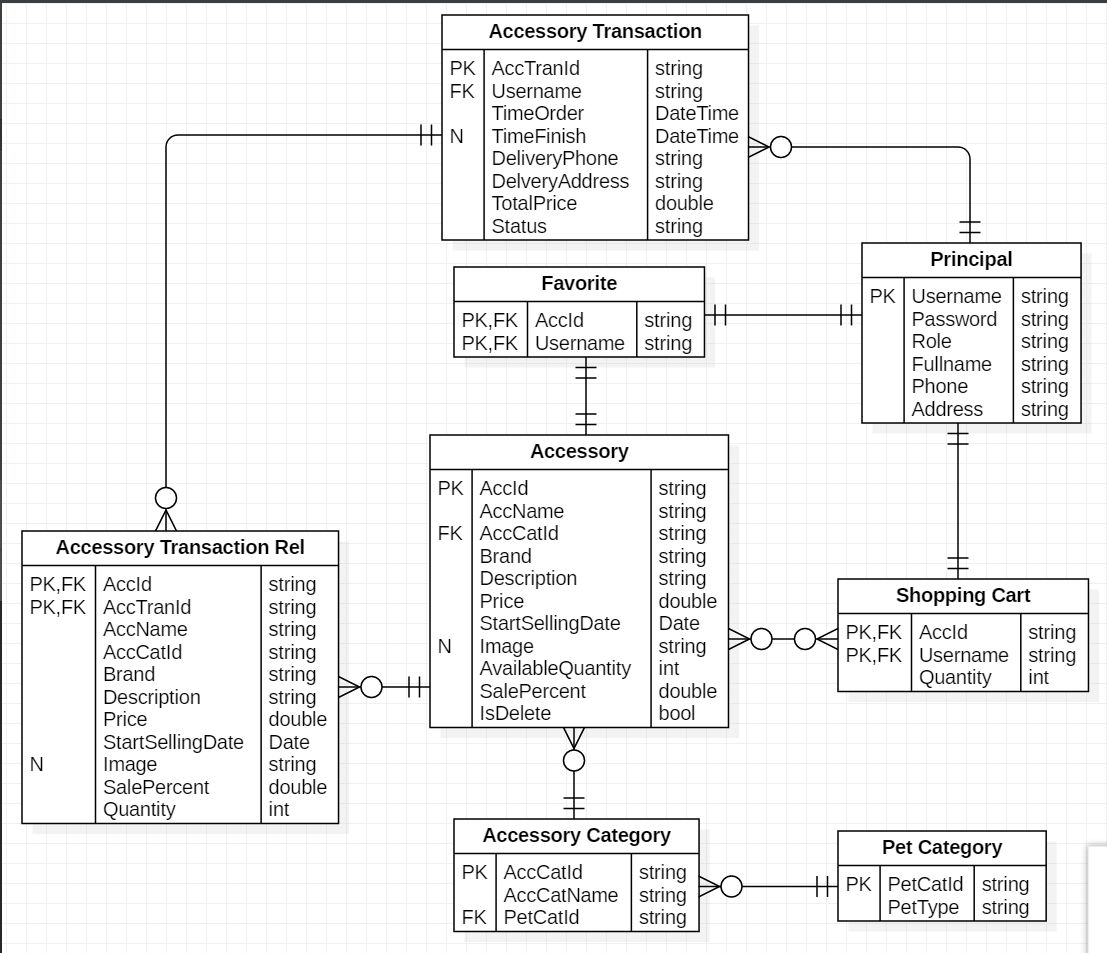 Accessory Transaction
PK AccTranId string
FK Username string
TimeOrder DateTime
N TimeFinish DateTime
DeliveryPhone string
DelveryAddress string
TotalPrice double
Status string
Principal
PK Username string
Password string
Role string
Fullname string
Phone string
Address string
Favorite
PK,FK AccId string
PK,FK Username string
Accessory
PK AccId string
AccName string
FK AccCatId string
Brand string
Description string
Price double
StartSellingDate Date
N Image string
AvailableQuantity int
SalePercent double
IsDelete bool
Accessory Transaction Rel
PK,FK AccId string
PK,FK AccTranId string
AccName string
AccCatId string
Brand string
Description string
Price double
StartSellingDate Date
N Image string
SalePercent double
Quantity int
Shopping Cart
PK,FK AccId string
PK,FK Username string
Quantity int
Accessory Category
PK AccCatId string
AccCatName string
FK PetCatId string
Pet Category
PK PetCatId string
PetType string